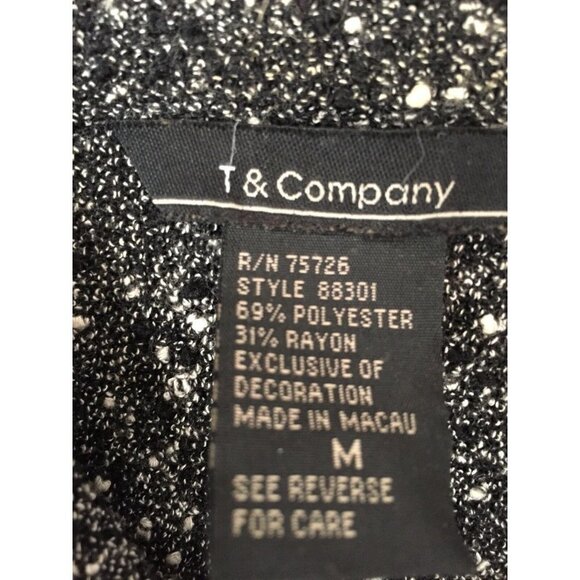 T & Company
R/N 75726
STYLE 88301
69% POLYESTER
31% RAYON
EXCLUSIVE OF
DECORATION
MADE IN MACAU
M
SEE REVERSE
FOR CARE